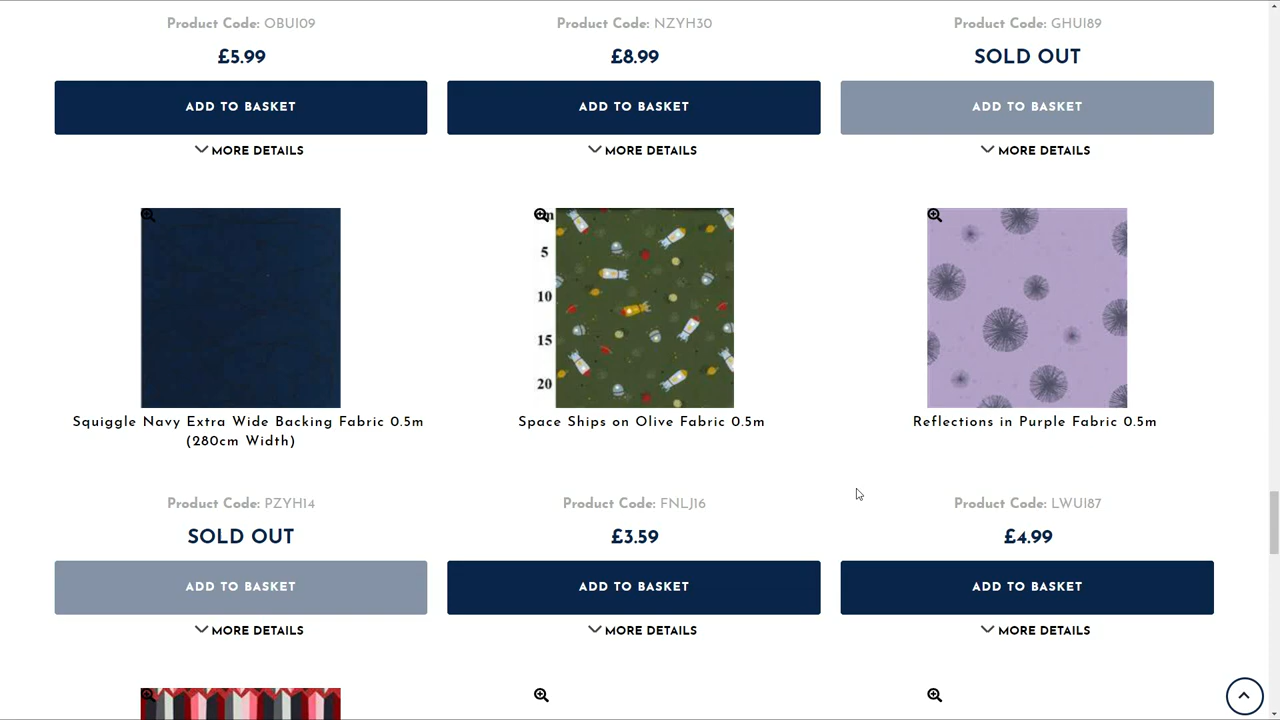 Product Code: OBUI09
Product Code: NZYH30
Product Code: GHUI89
£5.99
£8.99
SOLD OUT
ADD TO BASKET
ADD TO BASKET
ADD TO BASKET
MORE DETAILS
MORE DETAILS
MORE DETAILS
5
10
15
20
Squiggle Navy Extra Wide Backing Fabric 0.5m
(280cm Width)
Space Ships on Olive Fabric 0.5m
Reflections in Purple Fabric 0.5m
Product Code: PZYH14
Product Code: FNLJ16
Product Code: LWUI87
SOLD OUT
£3.59
£4.99
ADD TO BASKET
ADD TO BASKET
ADD TO BASKET
MORE DETAILS
MORE DETAILS
MORE DETAILS